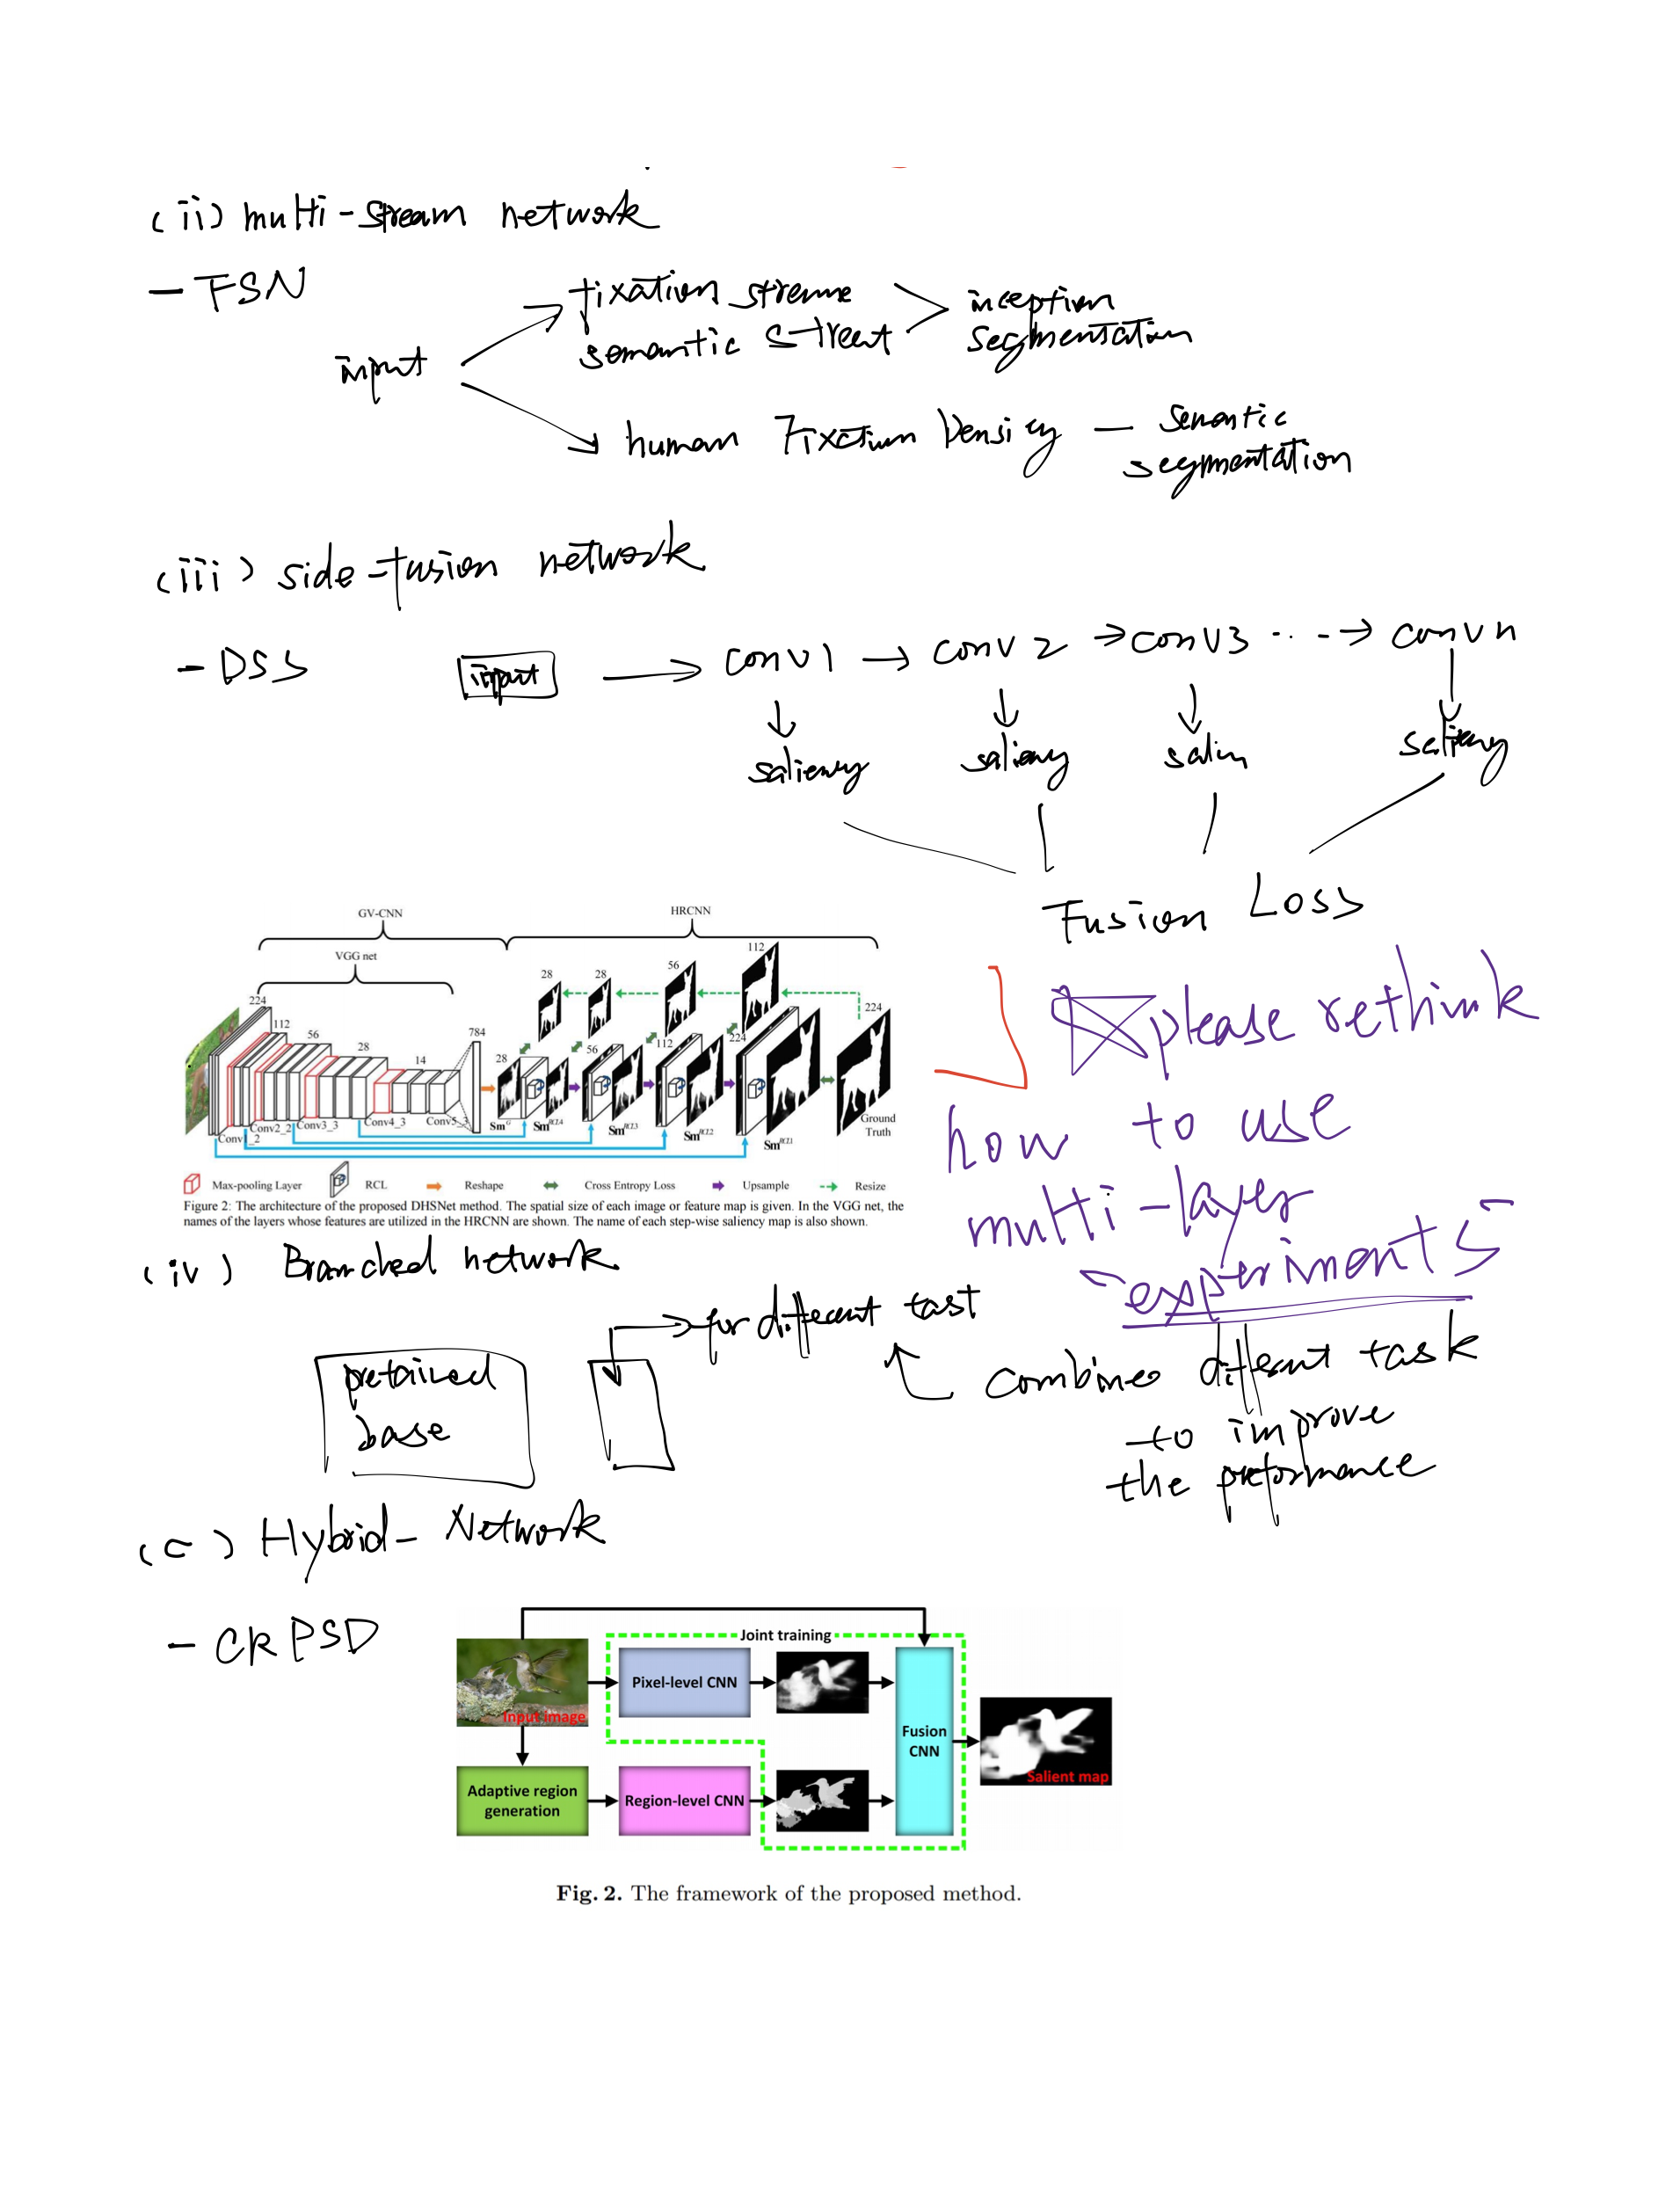 (ii) multi-stream network
- FSN
fixation streme
semantic streat
inception
segmentation
input
human Fixation Density — Semantic
segmentation
(iii) side-fusion network
- DSS
input → conv1 → conv2 → conv3 ... → convn
saliency saliency salin saliency
Fusion Loss
GV-CNN HRCNN
VGG net
224 112 56 28 14 784
28 28 56 112 224
28 56 112 224
Conv1_2 Conv2_2 Conv3_3 Conv4_3 Conv5_3
Sm^G Sm^RCL4 Sm^RCL3 Sm^RCL2 Sm^RCL1
Ground
Truth
Max-pooling Layer RCL Reshape Cross Entropy Loss Upsample Resize
Figure 2: The architecture of the proposed DHSNet method. The spatial size of each image or feature map is given. In the VGG net, the
names of the layers whose features are utilized in the HRCNN are shown. The name of each step-wise saliency map is also shown.
please rethink
how to use
multi-layer
experiments
(iv) Branched network
for different tast
pretained
base
combine different task
to improve
the preformance
(c) Hybrid-Network
- CRPSD
Joint training
Input image
Pixel-level CNN
Adaptive region
generation
Region-level CNN
Fusion
CNN
Salient map
Fig. 2. The framework of the proposed method.